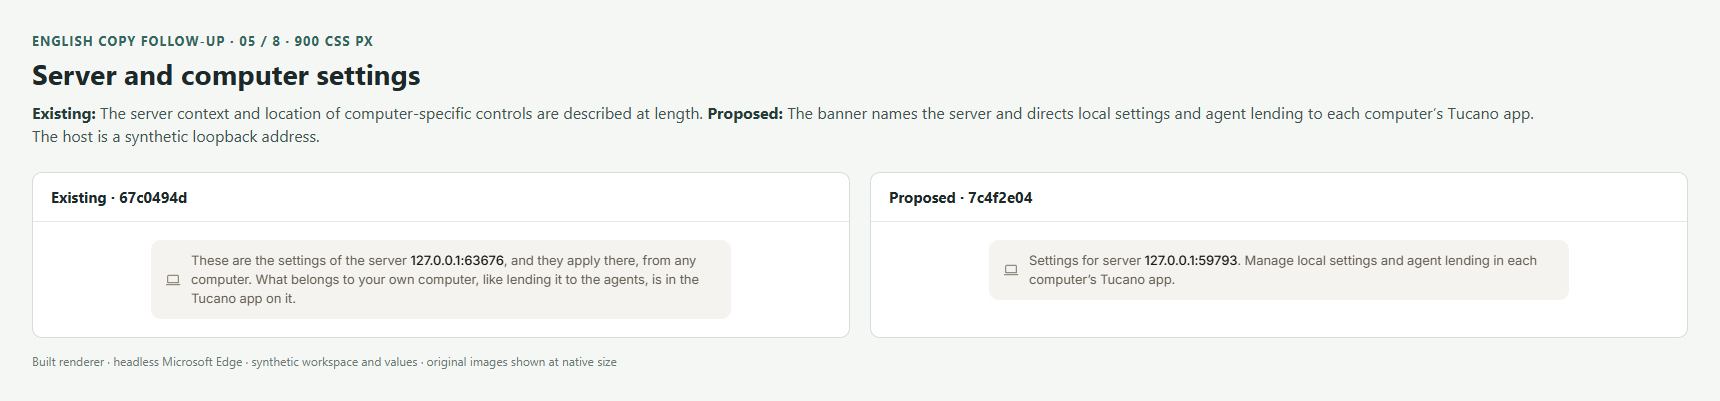 ENGLISH COPY FOLLOW-UP · 05 / 8 · 900 CSS PX
Server and computer settings
Existing: The server context and location of computer-specific controls are described at length. Proposed: The banner names the server and directs local settings and agent lending to each computer’s Tucano app.
The host is a synthetic loopback address.
Existing · 67c0494d
These are the settings of the server 127.0.0.1:63676, and they apply there, from any
computer. What belongs to your own computer, like lending it to the agents, is in the
Tucano app on it.
Proposed · 7c4f2e04
Settings for server 127.0.0.1:59793. Manage local settings and agent lending in each
computer’s Tucano app.
Built renderer · headless Microsoft Edge · synthetic workspace and values · original images shown at native size